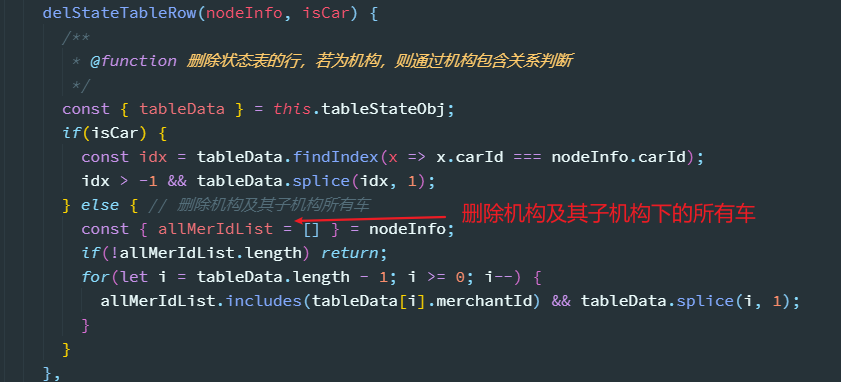 delStateTableRow(nodeInfo, isCar) {
/**
* @function 删除状态表的行，若为机构，则通过机构包含关系判断
*/
const { tableData } = this.tableStateObj;
if(isCar) {
const idx = tableData.findIndex(x => x.carId === nodeInfo.carId);
idx > -1 && tableData.splice(idx, 1);
} else { // 删除机构及其子机构所有车
删除机构及其子机构下的所有车
const { allMerIdList = [] } = nodeInfo;
if(!allMerIdList.length) return;
for(let i = tableData.length - 1; i >= 0; i--) {
allMerIdList.includes(tableData[i].merchantId) && tableData.splice(i, 1);
}
}
},